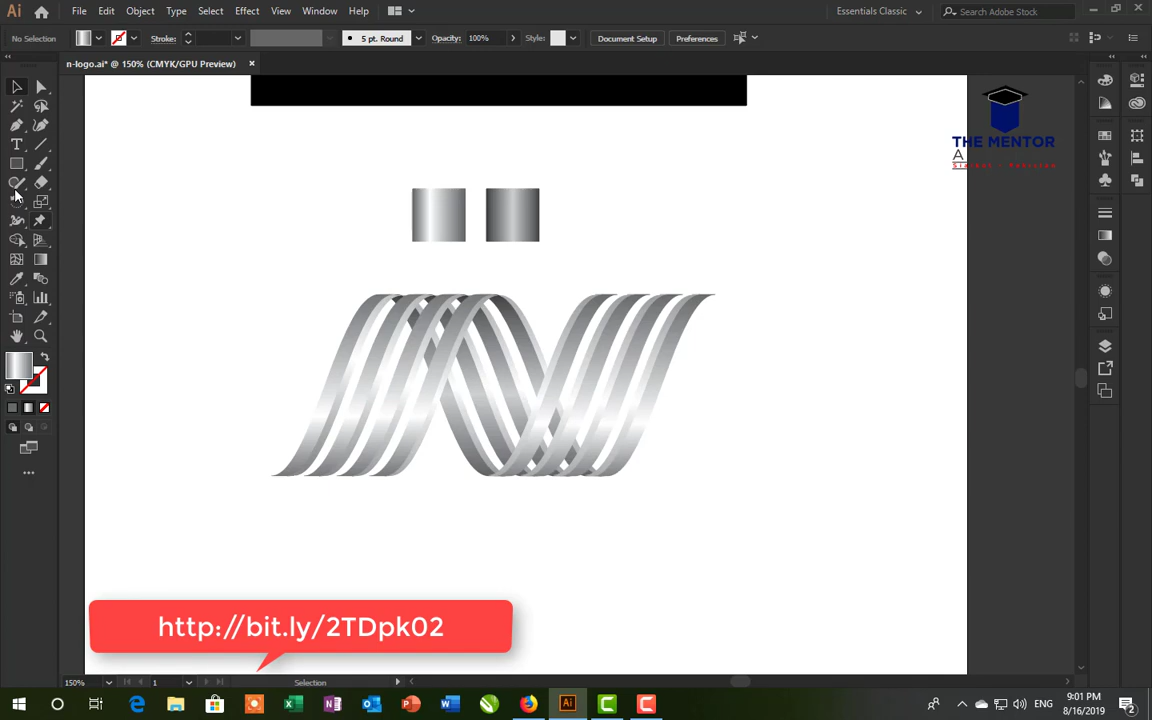 Ai File Edit Object Type Select Effect View Window Help Essentials Classic Search Adobe Stock
No Selection Stroke: 5 pt. Round Opacity: 100% Style: Document Setup Preferences
n-logo.ai* @ 150% (CMYK/GPU Preview)
THE MENTOR
A
http://bit.ly/2TDpk02
150% 1 Selection
9:01 PM
ENG
8/16/2019
2